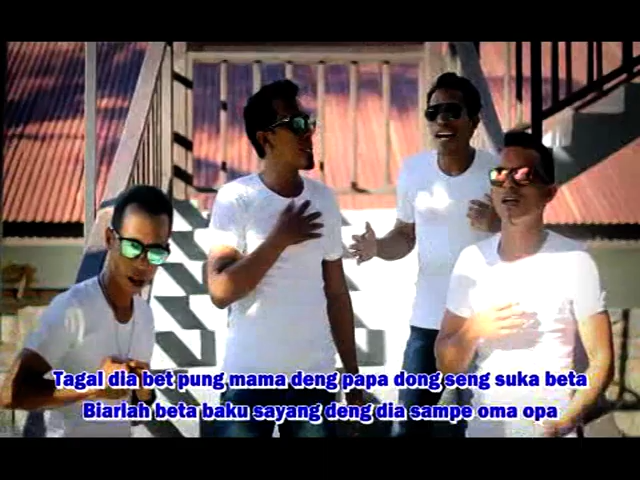 Tagal dia bet pung mama deng papa dong seng suka beta
Biarlah beta baku sayang deng dia sampe oma opa